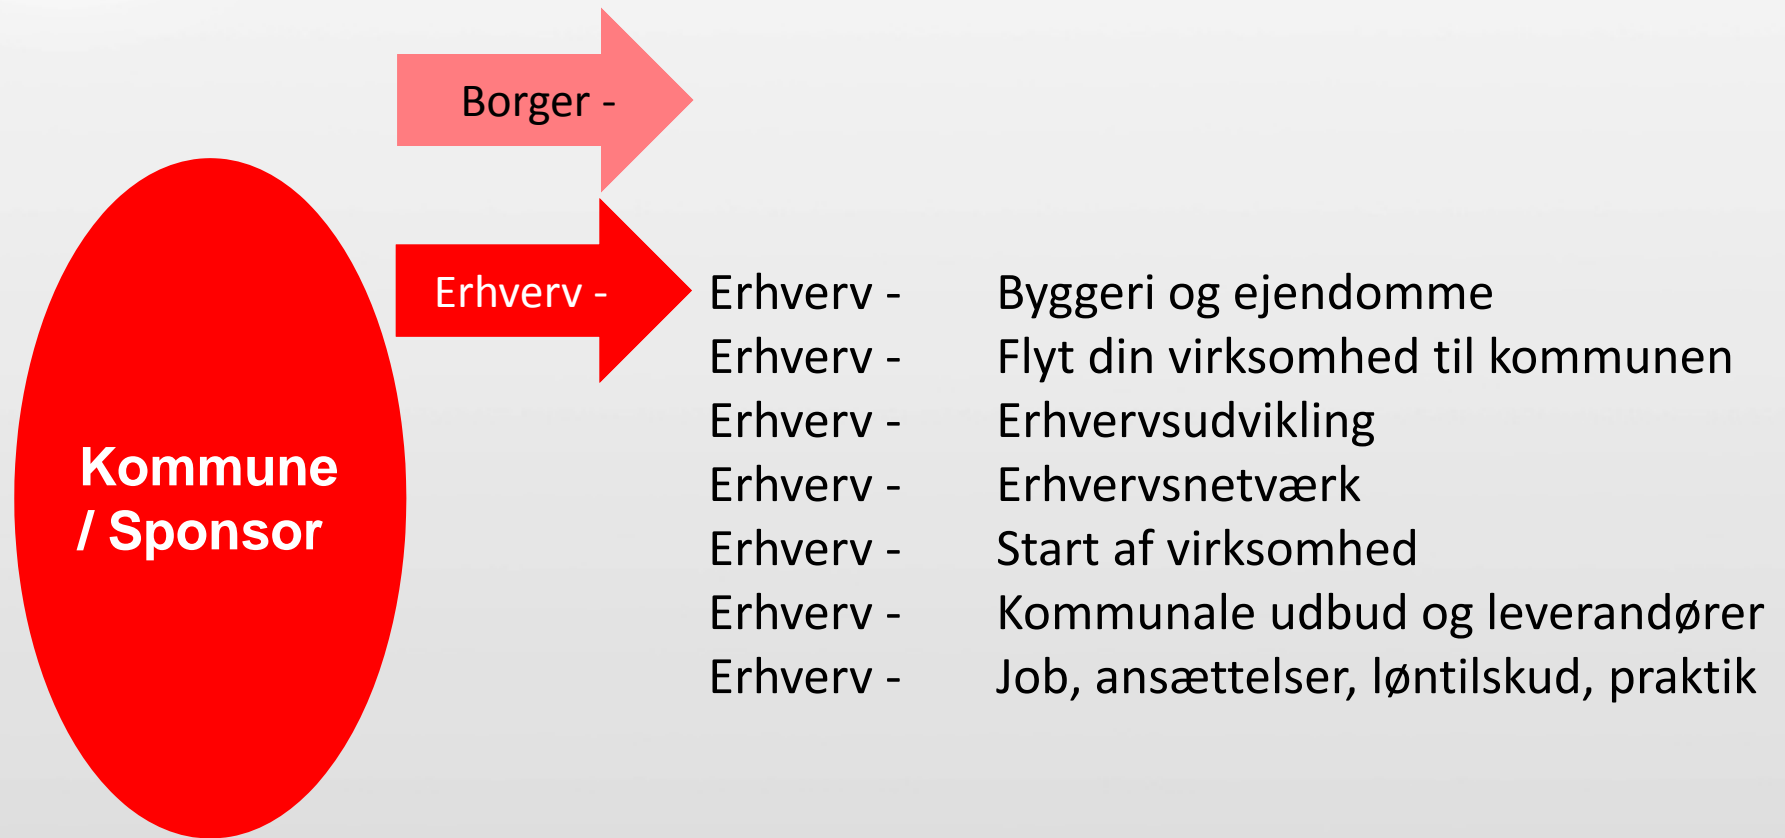 Borger -
Erhverv -
Kommune
/ Sponsor
Erhverv - Byggeri og ejendomme
Erhverv - Flyt din virksomhed til kommunen
Erhverv - Erhvervsudvikling
Erhverv - Erhvervsnetværk
Erhverv - Start af virksomhed
Erhverv - Kommunale udbud og leverandører
Erhverv - Job, ansættelser, løntilskud, praktik